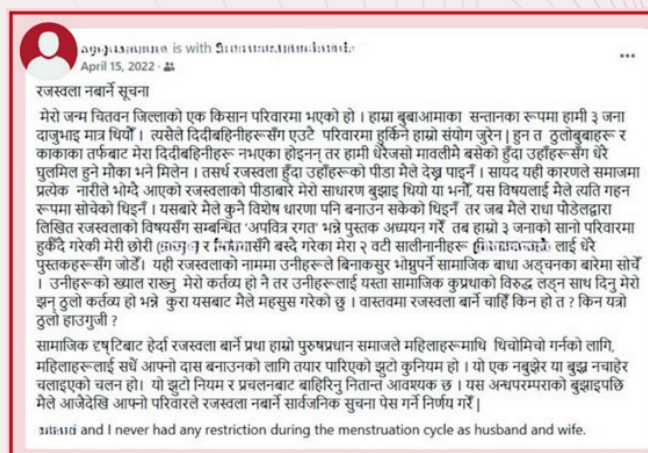 is with
April 15, 2022 ·
रजस्वला नबार्ने सूचना
मेरो जन्म चितवन जिल्लाको एक किसान परिवारमा भएको हो । हाम्रा बुबाआमाका सन्तानका रूपमा हामी ३ जना
दाजुभाइ मात्र थियौँ । त्यसैले दिदीबहिनीहरूसँग एउटै परिवारमा हुर्किने हाम्रो संयोग जुरेन | हुन त ठुलोबुबाहरू र
काकाका तर्फबाट मेरा दिदीबहिनीहरू नभएका होइनन् तर हामी धेरैजसो मावलीमै बसेको हुँदा उहाँहरूसँग धेरै
घुलमिल हुने मौका भने मिलेन । तसर्थ रजस्वला हुँदा उहाँहरूको पीडा मैले देख्न पाइनँ । सायद यही कारणले समाजमा
प्रत्येक नारीले भोग्दै आएको रजस्वलाको पीडाबारे मेरो साधारण बुझाइ थियो या भनौँ, यस विषयलाई मैले त्यति गहन
रूपमा सोचेको थिइनँ । यसबारे मैले कुनै विशेष धारणा पनि बनाउन सकेको थिइनँ तर जब मैले राधा पौडेलद्वारा
लिखित रजस्वलाको विषयसँग सम्बन्धित 'अपवित्र रगत' भन्ने पुस्तक अध्ययन गरेँ तब हाम्रो ३ जनाको सानो परिवारमा
हुर्कँदै गरेकी मेरी छोरी र सँगै बस्दै गरेका मेरा २ वटी सालीनानीहरू लाई धेरै
पुस्तकहरूसँग जोडेँ। यही रजस्वलाको नाममा उनीहरूले बिनाकसुर भोग्नुपर्ने सामाजिक बाधा अड्चनका बारेमा सोचेँ
। उनीहरूको ख्याल राख्नु मेरो कर्तव्य हो नै तर उनीहरूलाई यस्ता सामाजिक कुप्रथाको विरुद्ध लड्न साथ दिनु मेरो
झन् ठुलो कर्तव्य हो भन्ने कुरा यसबाट मैले महसुस गरेको छु । वास्तवमा रजस्वला बार्ने चाहिँ किन हो त ? किन यत्रो
ठुलो हाउगुजी ?
सामाजिक दृष्टिबाट हेर्दा रजस्वला बार्ने प्रथा हाम्रो पुरुषप्रधान समाजले महिलाहरूमाथि थिचोमिचो गर्नको लागि,
महिलाहरूलाई सधैँ आफ्नो दास बनाउनको लागि तयार पारिएको झुटो कुनियम हो । यो एक नबुझेर या बुझ्न नचाहेर
चलाइएको चलन हो। यो झुटो नियम र प्रचलनबाट बाहिरिनु नितान्त आवश्यक छ । यस अन्धपरम्पराको बुझाइपछि
मैले आजैदेखि आफ्नो परिवारले रजस्वला नबार्ने सार्वजनिक सूचना पेस गर्ने निर्णय गरेँ |
and I never had any restriction during the menstruation cycle as husband and wife.